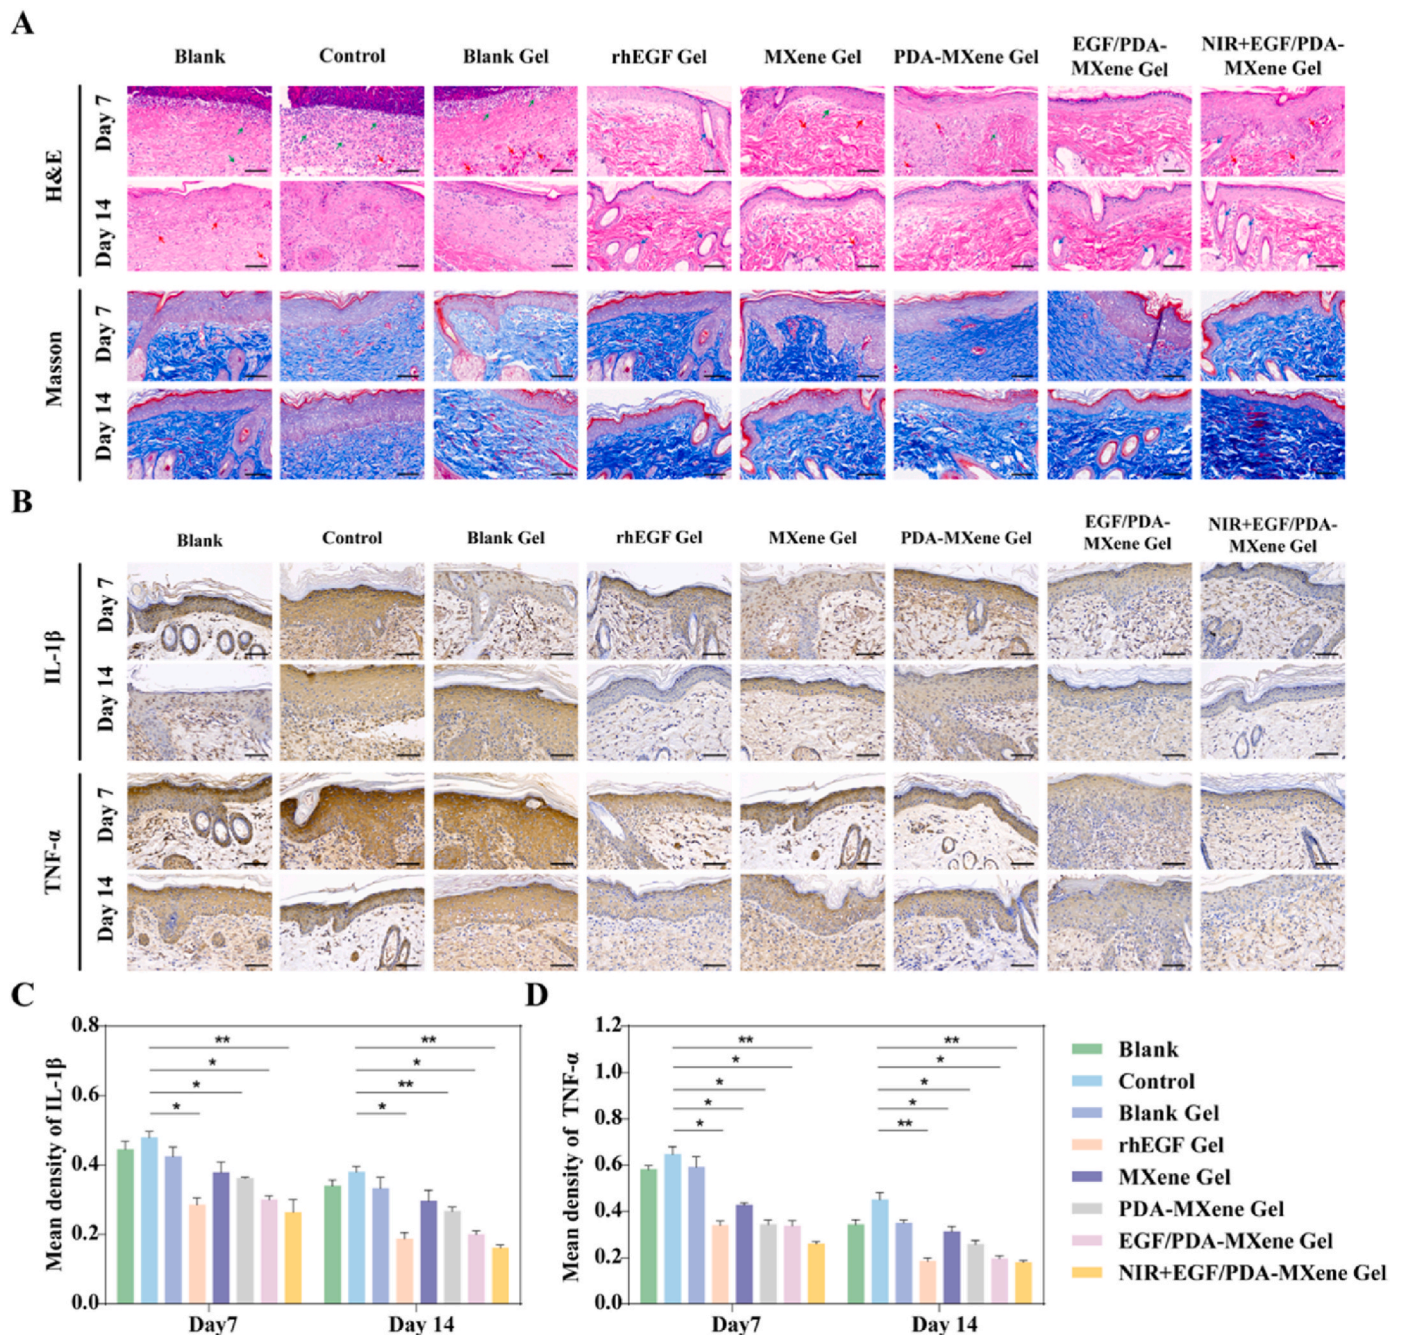 A
Blank Control Blank Gel rhEGF Gel MXene Gel PDA-MXene Gel EGF/PDA- NIR+EGF/PDA-
MXene Gel MXene Gel
H&E
Day 7
Day 14
Masson
Day 7
Day 14
B
Blank Control Blank Gel rhEGF Gel MXene Gel PDA-MXene Gel EGF/PDA- NIR+EGF/PDA-
MXene Gel MXene Gel
IL-1β
Day 7
Day 14
TNF-α
Day 7
Day 14
C
Mean density of IL-1β
0.8
0.6
0.4
0.2
0.0
**
*
*
*
**
*
**
*
Day7 Day 14
D
Mean density of TNF-α
1.2
1.0
0.8
0.6
0.4
0.2
0.0
**
*
*
*
*
**
*
*
*
**
Day7 Day 14
Blank
Control
Blank Gel
rhEGF Gel
MXene Gel
PDA-MXene Gel
EGF/PDA-MXene Gel
NIR+EGF/PDA-MXene Gel